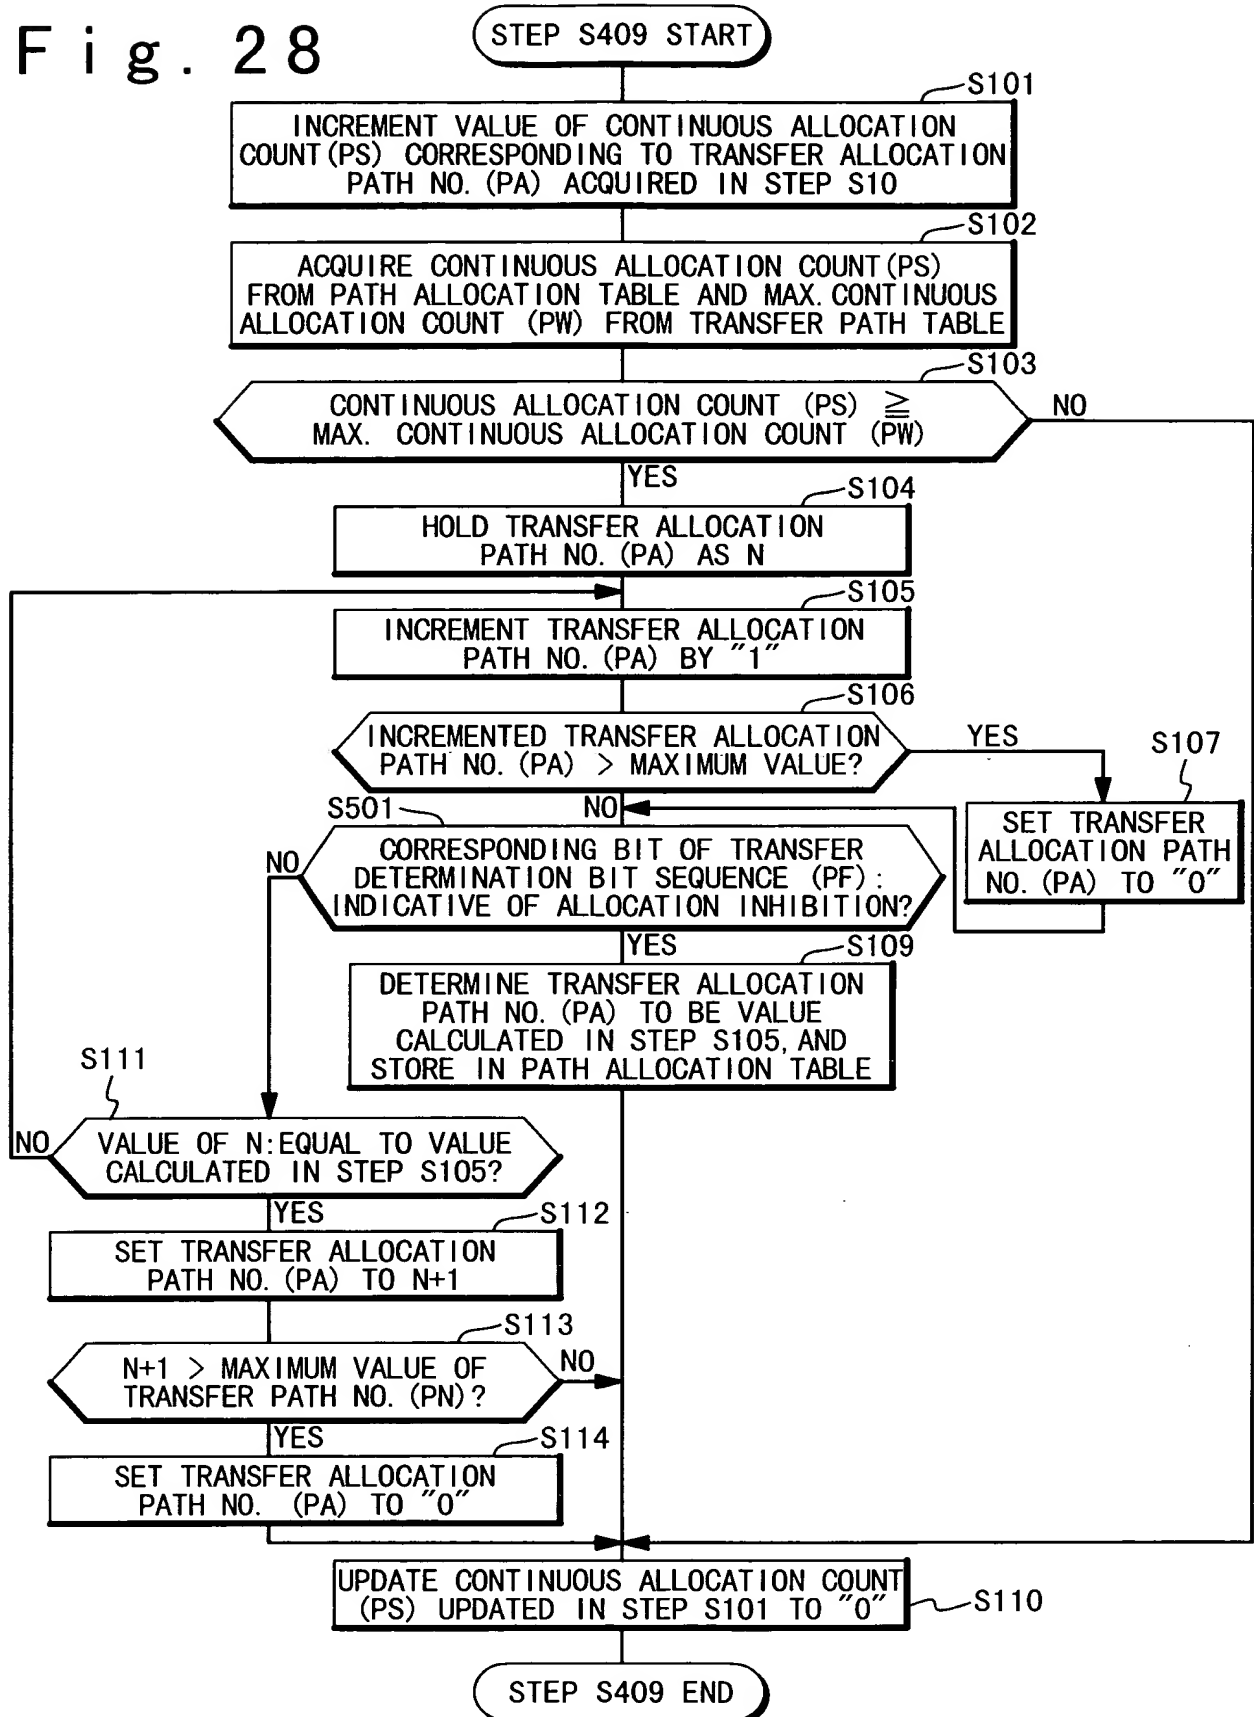 Fig. 28
STEP S409 START
S101
INCREMENT VALUE OF CONTINUOUS ALLOCATION
COUNT(PS) CORRESPONDING TO TRANSFER ALLOCATION
PATH NO. (PA) ACQUIRED IN STEP S10
S102
ACQUIRE CONTINUOUS ALLOCATION COUNT(PS)
FROM PATH ALLOCATION TABLE AND MAX. CONTINUOUS
ALLOCATION COUNT (PW) FROM TRANSFER PATH TABLE
S103
CONTINUOUS ALLOCATION COUNT (PS) ≧
MAX. CONTINUOUS ALLOCATION COUNT (PW)
NO
YES
S104
HOLD TRANSFER ALLOCATION
PATH NO. (PA) AS N
S105
INCREMENT TRANSFER ALLOCATION
PATH NO. (PA) BY "1"
S106
INCREMENTED TRANSFER ALLOCATION
PATH NO. (PA) > MAXIMUM VALUE?
YES
S107
NO
SET TRANSFER
ALLOCATION PATH
NO. (PA) TO "0"
S501
CORRESPONDING BIT OF TRANSFER
DETERMINATION BIT SEQUENCE (PF):
INDICATIVE OF ALLOCATION INHIBITION?
NO
YES
S109
DETERMINE TRANSFER ALLOCATION
PATH NO. (PA) TO BE VALUE
CALCULATED IN STEP S105, AND
STORE IN PATH ALLOCATION TABLE
S111
VALUE OF N:EQUAL TO VALUE
CALCULATED IN STEP S105?
NO
YES
S112
SET TRANSFER ALLOCATION
PATH NO. (PA) TO N+1
S113
N+1 > MAXIMUM VALUE OF
TRANSFER PATH NO. (PN)?
NO
YES
S114
SET TRANSFER ALLOCATION
PATH NO. (PA) TO "0"
UPDATE CONTINUOUS ALLOCATION COUNT
(PS) UPDATED IN STEP S101 TO "0"
S110
STEP S409 END